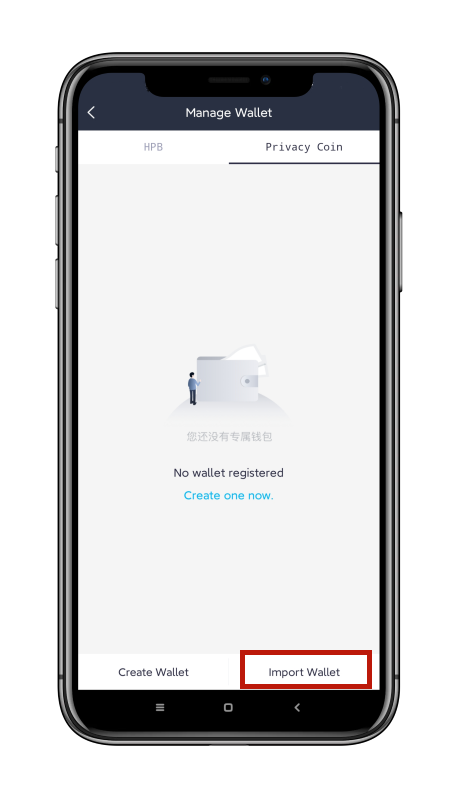 Manage Wallet
HPB
Privacy Coin
您还没有专属钱包
No wallet registered
Create one now.
Create Wallet
Import Wallet